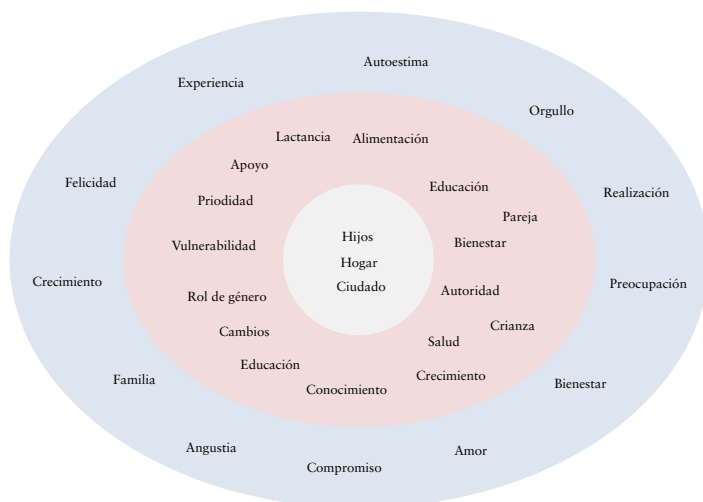 Autoestima
Experiencia
Orgullo
Lactancia
Alimentación
Apoyo
Felicidad
Educación
Realización
Priodidad
Pareja
Hijos
Vulnerabilidad
Bienestar
Hogar
Crecimiento
Ciudado
Autoridad
Preocupación
Rol de género
Crianza
Cambios
Salud
Educación
Crecimiento
Familia
Conocimiento
Bienestar
Angustia
Amor
Compromiso